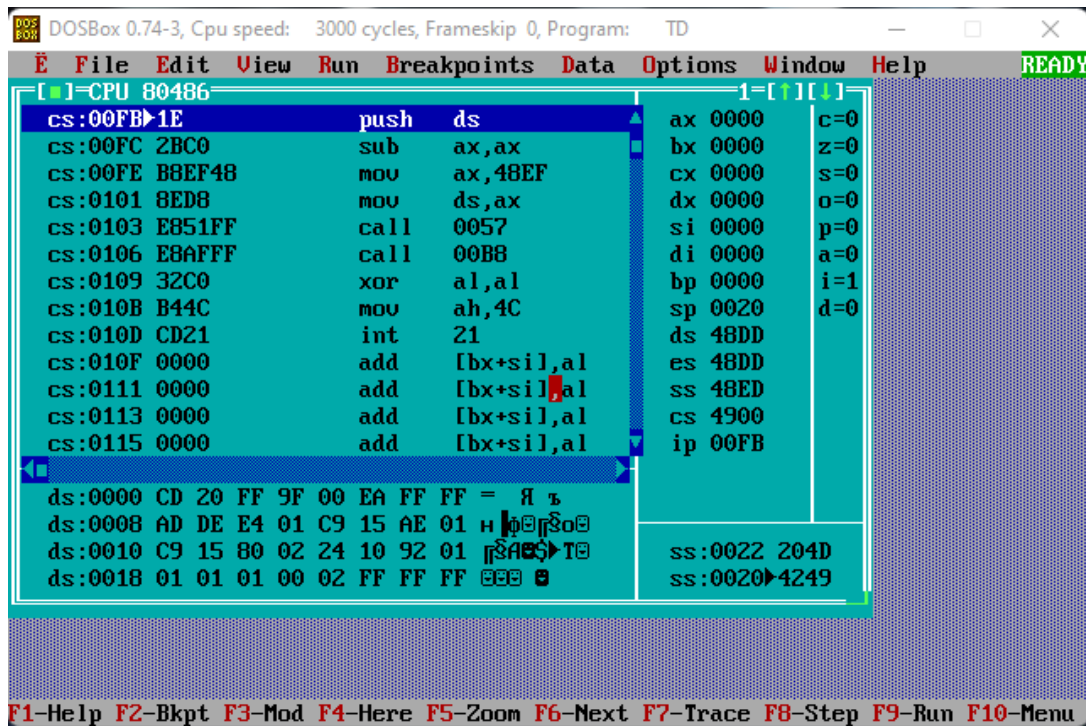 DOSBox 0.74-3, Cpu speed: 3000 cycles, Frameskip 0, Program: TD
Ë File Edit View Run Breakpoints Data Options Window Help READY
[■]=CPU 80486 1=[↑][↓]
cs:00FB►1E push ds ax 0000 c=0
cs:00FC 2BC0 sub ax,ax bx 0000 z=0
cs:00FE B8EF48 mov ax,48EF cx 0000 s=0
cs:0101 8ED8 mov ds,ax dx 0000 o=0
cs:0103 E851FF call 0057 si 0000 p=0
cs:0106 E8AFFF call 00B8 di 0000 a=0
cs:0109 32C0 xor al,al bp 0000 i=1
cs:010B B44C mov ah,4C sp 0020 d=0
cs:010D CD21 int 21 ds 48DD
cs:010F 0000 add [bx+si],al es 48DD
cs:0111 0000 add [bx+si],al ss 48ED
cs:0113 0000 add [bx+si],al cs 4900
cs:0115 0000 add [bx+si],al ip 00FB
ds:0000 CD 20 FF 9F 00 EA FF FF = Я ъ
ds:0008 AD DE E4 01 C9 15 AE 01 н ▐ф☺╔§о☺
ds:0010 C9 15 80 02 24 10 92 01 ╔§А☻$►Т☺ ss:0022 204D
ds:0018 01 01 01 00 02 FF FF FF ☺☺☺ ☻ ss:0020►4249
F1-Help F2-Bkpt F3-Mod F4-Here F5-Zoom F6-Next F7-Trace F8-Step F9-Run F10-Menu